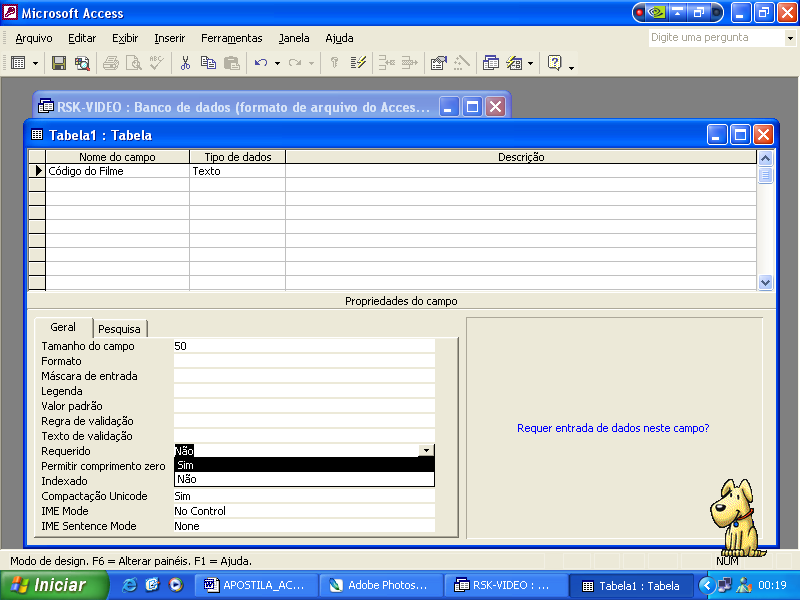 Microsoft Access
Arquivo Editar Exibir Inserir Ferramentas Janela Ajuda
Digite uma pergunta
RSK-VIDEO : Banco de dados (formato de arquivo do Acces...
Tabela1 : Tabela
Nome do campo Tipo de dados Descrição
Código do Filme Texto
Propriedades do campo
Geral Pesquisa
Tamanho do campo 50
Formato
Máscara de entrada
Legenda
Valor padrão
Regra de validação
Texto de validação
Requer entrada de dados neste campo?
Requerido Não
Permitir comprimento zero Sim
Indexado Não
Compactação Unicode Sim
IME Mode No Control
IME Sentence Mode None
Modo de design. F6 = Alterar painéis. F1 = Ajuda. NUM
Iniciar APOSTILA_AC... Adobe Photos... RSK-VIDEO : ... Tabela1 : Tabela 00:19